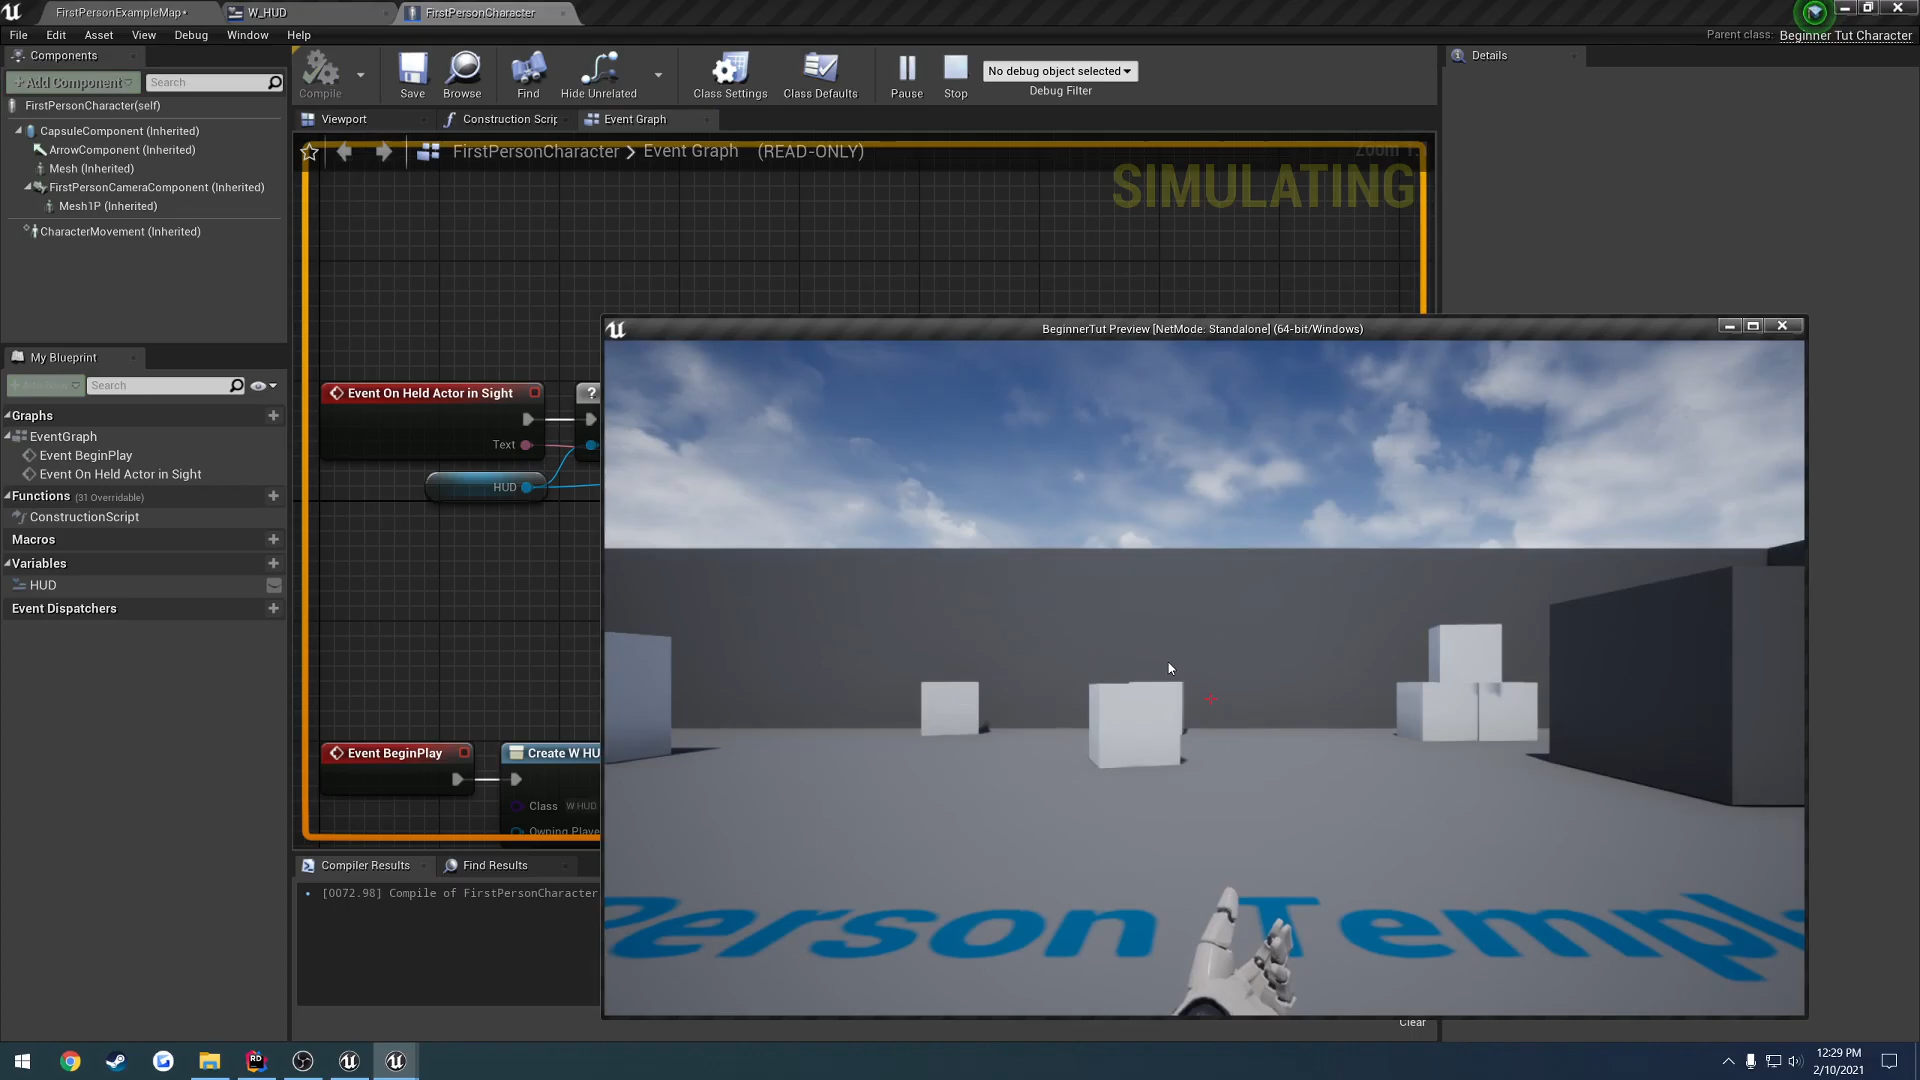 FirstPersonExampleMap*
W_HUD
FirstPersonCharacter
File Edit Asset View Debug Window Help
Parent class: Beginner Tut Character
Components
+Add Component
Search
FirstPersonCharacter(self)
CapsuleComponent (Inherited)
ArrowComponent (Inherited)
Mesh (Inherited)
FirstPersonCameraComponent (Inherited)
Mesh1P (Inherited)
CharacterMovement (Inherited)
Compile
Save
Browse
Find
Hide Unrelated
Class Settings
Class Defaults
Pause
Stop
No debug object selected
Debug Filter
Details
Viewport
Construction Scrip
Event Graph
FirstPersonCharacter > Event Graph (READ-ONLY)
SIMULATING
My Blueprint
Search
Graphs
EventGraph
Event BeginPlay
Event On Held Actor in Sight
Functions (31 Overridable)
ConstructionScript
Macros
Variables
HUD
Event Dispatchers
Event On Held Actor in Sight
?
Text
HUD
Event BeginPlay
Create W HU
Class W HUD
Owning Playe
BeginnerTut Preview [NetMode: Standalone] (64-bit/Windows)
Person Templ
Compiler Results
Find Results
[0072.98] Compile of FirstPersonCharacter
Clear
12:29 PM
2/10/2021